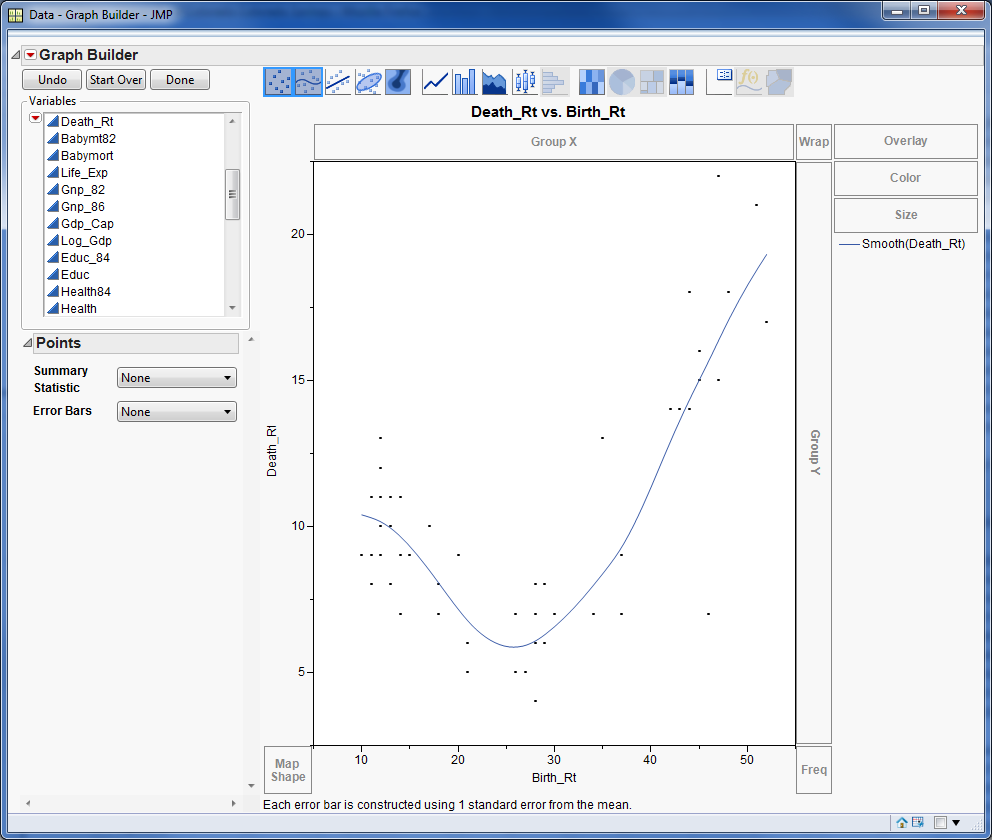 Data - Graph Builder - JMP
Graph Builder
Undo
Start Over
Done
Variables
Death_Rt
Babymt82
Babymort
Life_Exp
Gnp_82
Gnp_86
Gdp_Cap
Log_Gdp
Educ_84
Educ
Health84
Health
Points
Summary
Statistic
None
Error Bars
None
Death_Rt vs. Birth_Rt
Group X
Wrap
Overlay
Color
Size
Smooth(Death_Rt)
20
15
10
5
Death_Rt
Group Y
10 20 30 40 50
Birth_Rt
Map
Shape
Freq
Each error bar is constructed using 1 standard error from the mean.